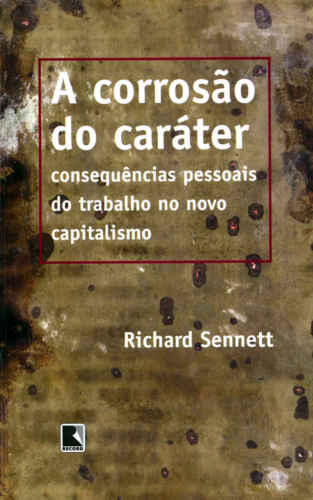 A corrosão
do caráter
consequências pessoais
do trabalho no novo
capitalismo
Richard Sennett
R
RECORD